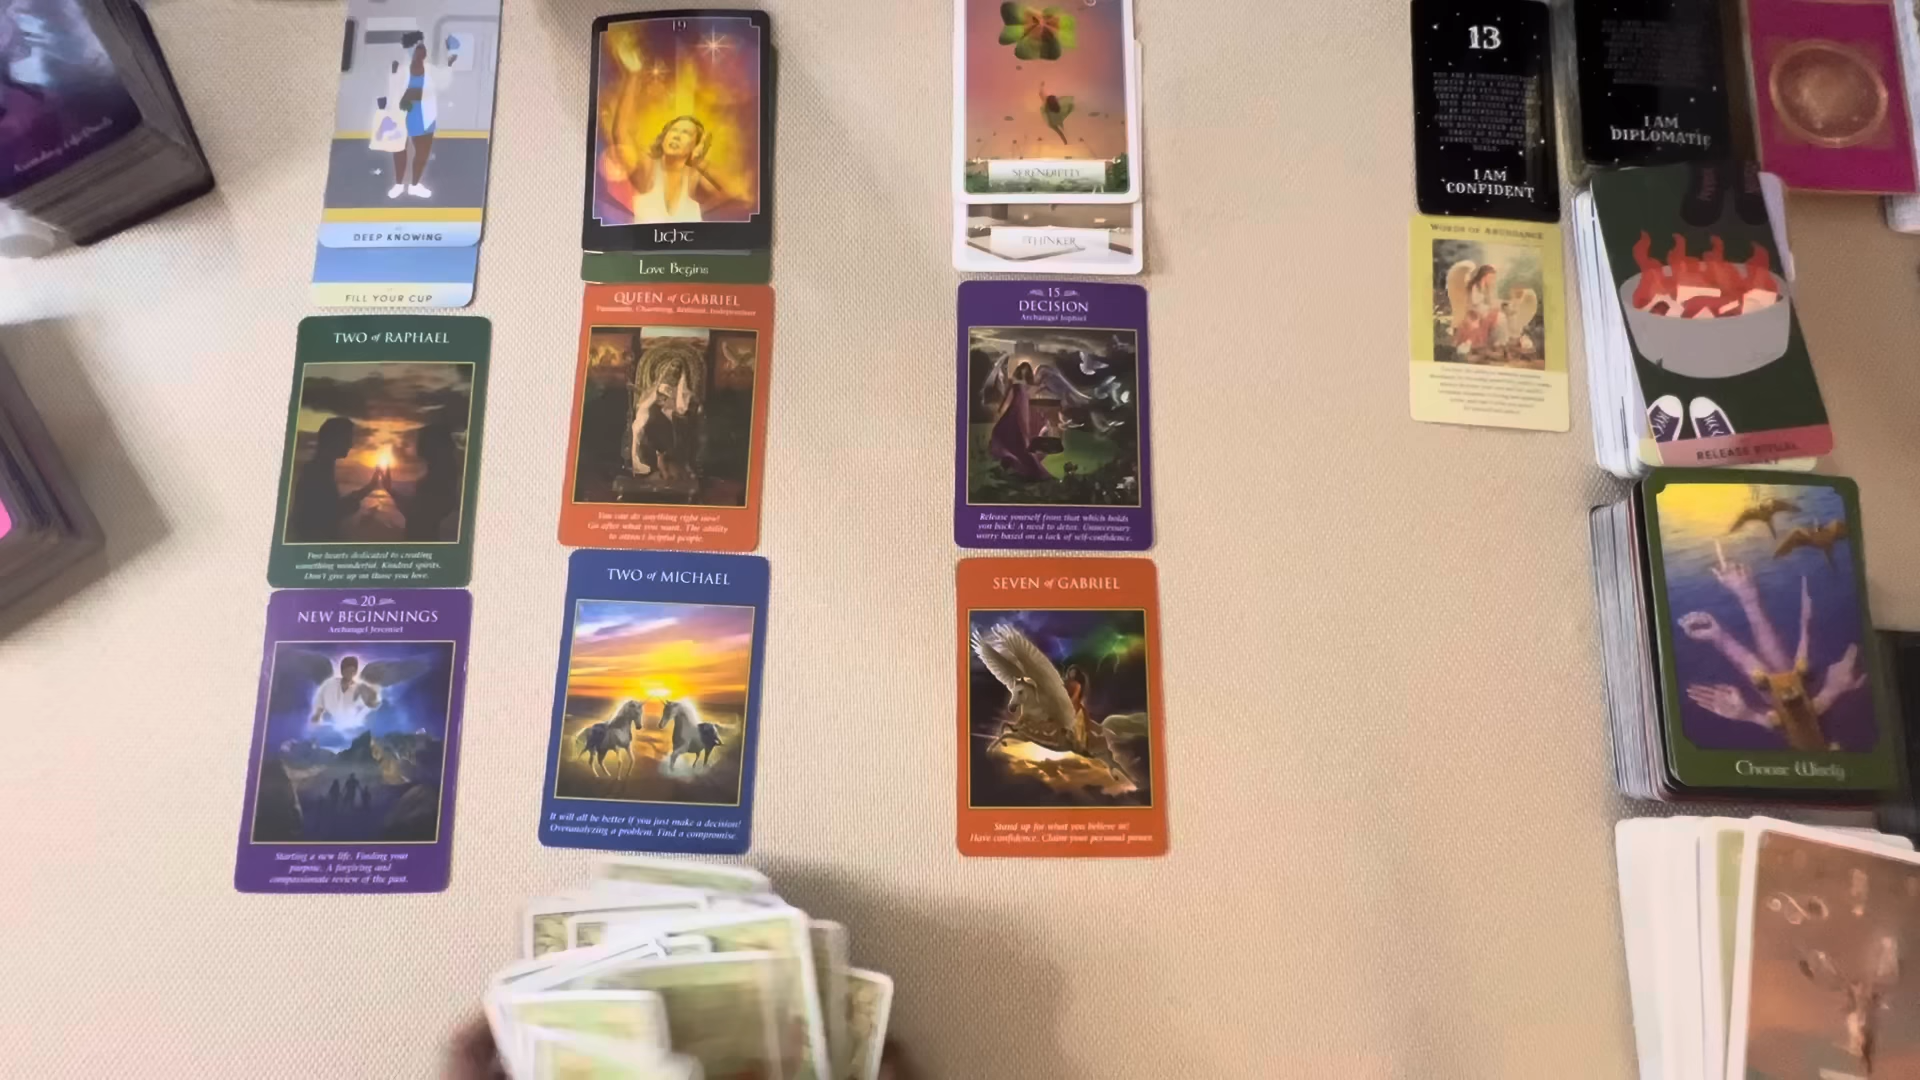 DEEP KNOWING
FILL YOUR CUP
TWO of RAPHAEL
Two hearts dedicated to creating
something wonderful. Kindred spirits.
Don't give up on those you love.
20
NEW BEGINNINGS
Archangel Jeremiel
Starting a new life. Finding your
purpose. A forgiving and
compassionate review of the past.
19
Light
Love Begins
QUEEN of GABRIEL
Passionate, Charming, Brilliant, Independent
You can do anything right now!
Go after what you want. The ability
to attract helpful people.
TWO of MICHAEL
It will all be better if you just make a decision!
Overanalyzing a problem. Find a compromise.
SERENDIPITY
THINKER
15
DECISION
Archangel Jophiel
Release yourself from that which holds
you back! A need to detox. Unnecessary
worry based on a lack of self-confidence.
SEVEN of GABRIEL
Stand up for what you believe in!
Have confidence. Claim your personal power.
13
I AM
CONFIDENT
I AM
DIPLOMATIC
WORDS OF ABUNDANCE
RELEASE RITUAL
Choose Wisely